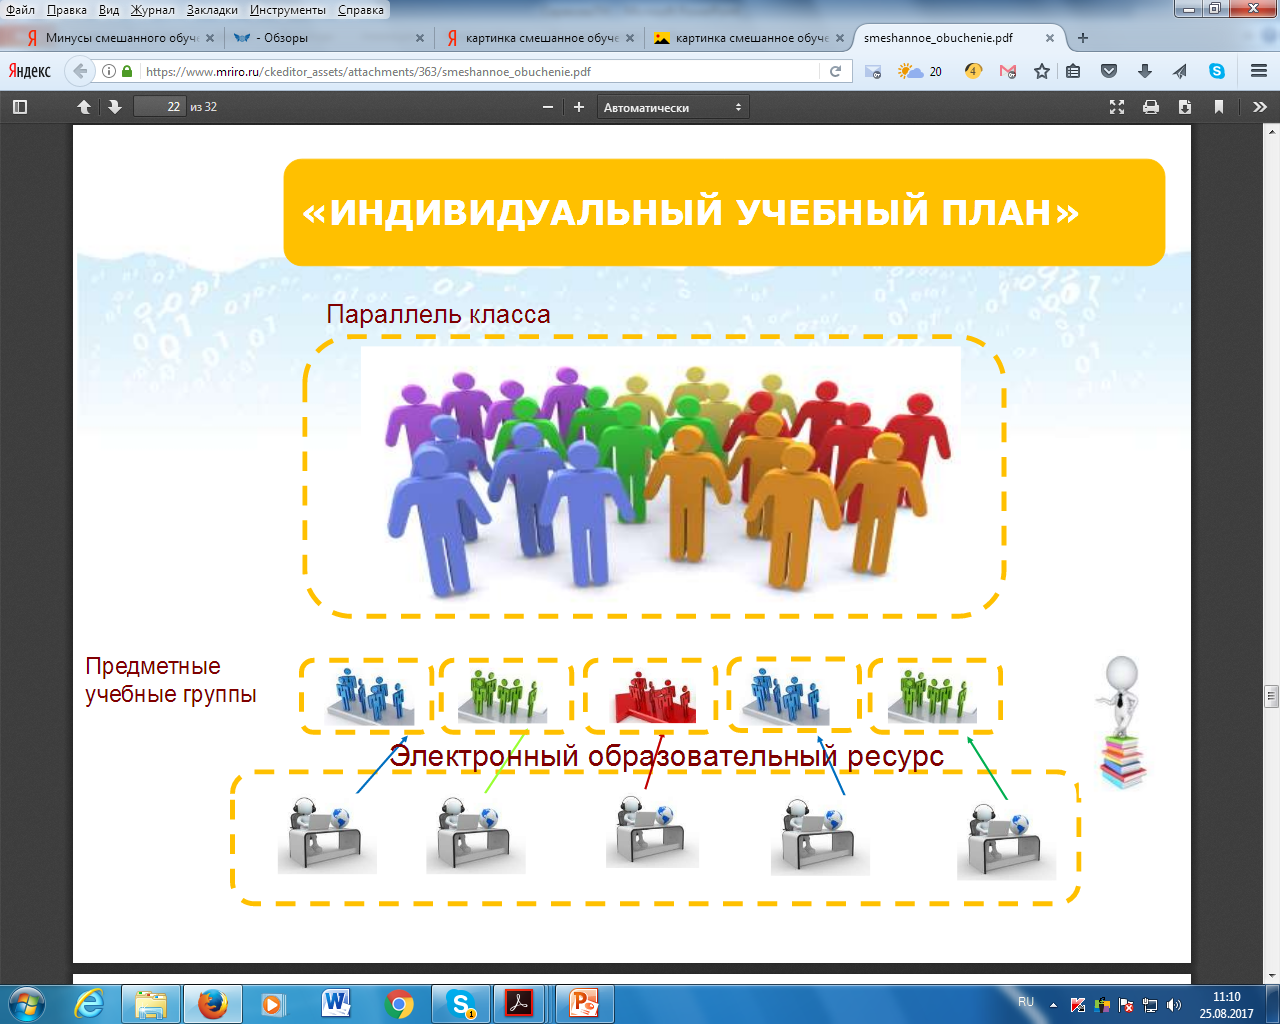 Файл Правка Вид Журнал Закладки Инструменты Справка
Минусы смешанного обуче
- Обзоры
картинка смешанное обуче
картинка смешанное обуче
smeshannoe_obuchenie.pdf
Яндекс
https://www.mriro.ru/ckeditor_assets/attachments/363/smeshannoe_obuchenie.pdf
20
4
22 из 32
Автоматически
«ИНДИВИДУАЛЬНЫЙ УЧЕБНЫЙ ПЛАН»
Параллель класса
Предметные
учебные группы
Электронный образовательный ресурс
RU
11:10
25.08.2017